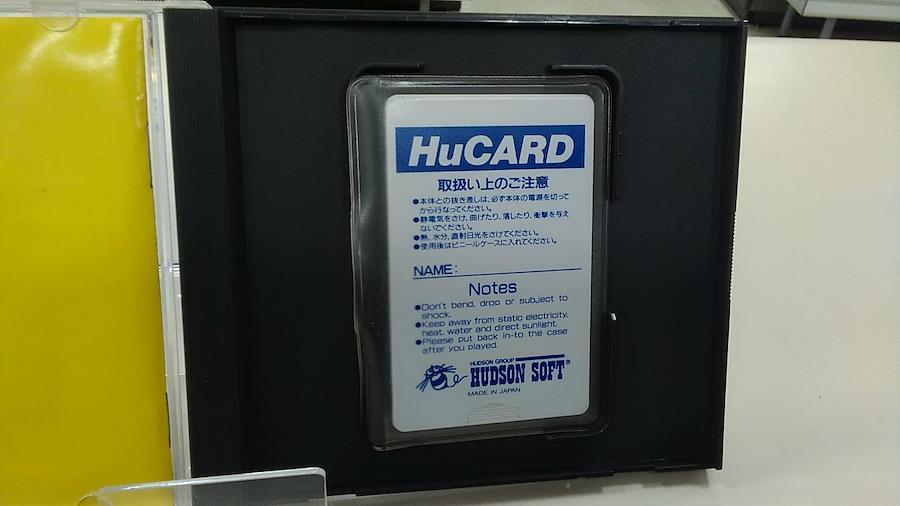 HuCARD
取扱い上のご注意
●本体との抜き差しは、必ず本体の電源を切って
から行なってください。
●静電気をさけ、曲げたり、落したり、衝撃を与え
ないでください。
●熱、水分、直射日光をさけてください。
●使用後はビニールケースに入れてください。
NAME:
Notes
●Don't bend, drop or subject to
shock.
●Keep away from static electricity,
heat, water and direct sunlight.
●Please put back in-to the case
after you played.
HUDSON GROUP
HUDSON SOFT®
MADE IN JAPAN